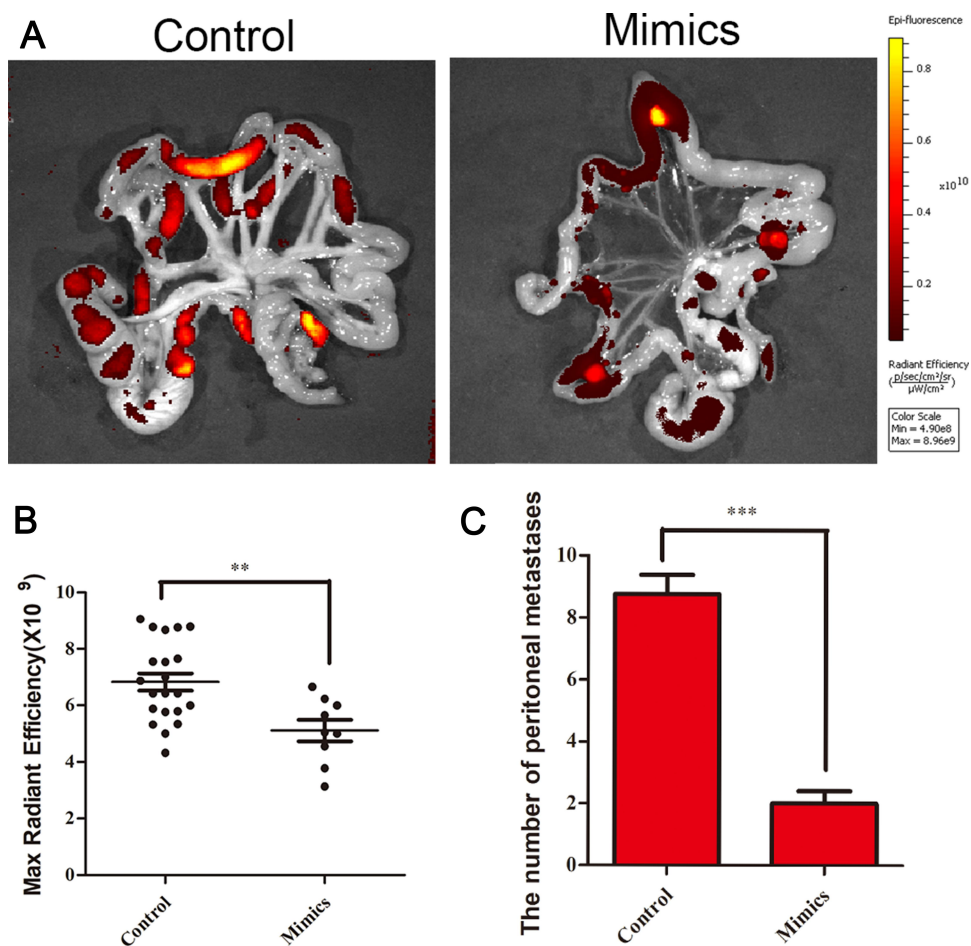 A
Control
Mimics
Epi-fluorescence
0.8
0.6
x10¹⁰
0.4
0.2
Radiant Efficiency
(p/sec/cm²/sr
µW/cm²)
Color Scale
Min = 4.90e8
Max = 8.96e9
B
Max Radiant Efficiency(X10 9)
**
10
8
6
4
2
0
Control
Mimics
C
The number of peritoneal metastases
***
10
8
6
4
2
0
Control
Mimics